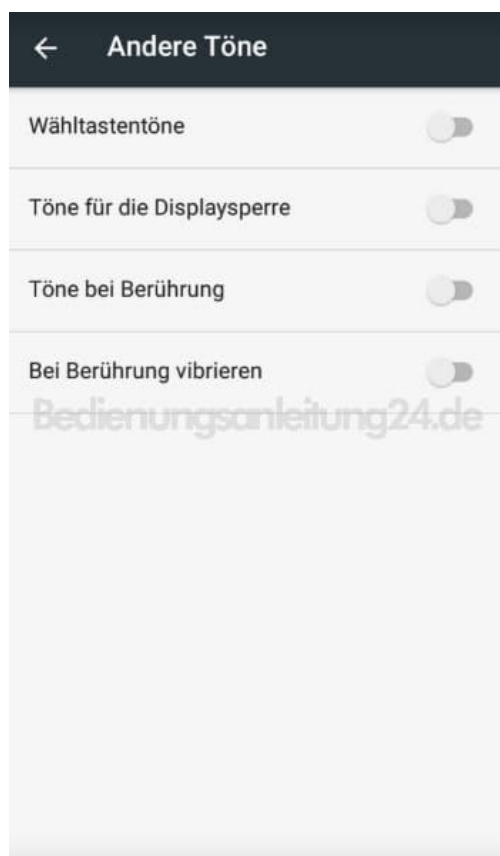 Andere Töne
Wähltastentöne
Töne für die Displaysperre
Töne bei Berührung
Bei Berührung vibrieren
Bedienungsanleitung24.de